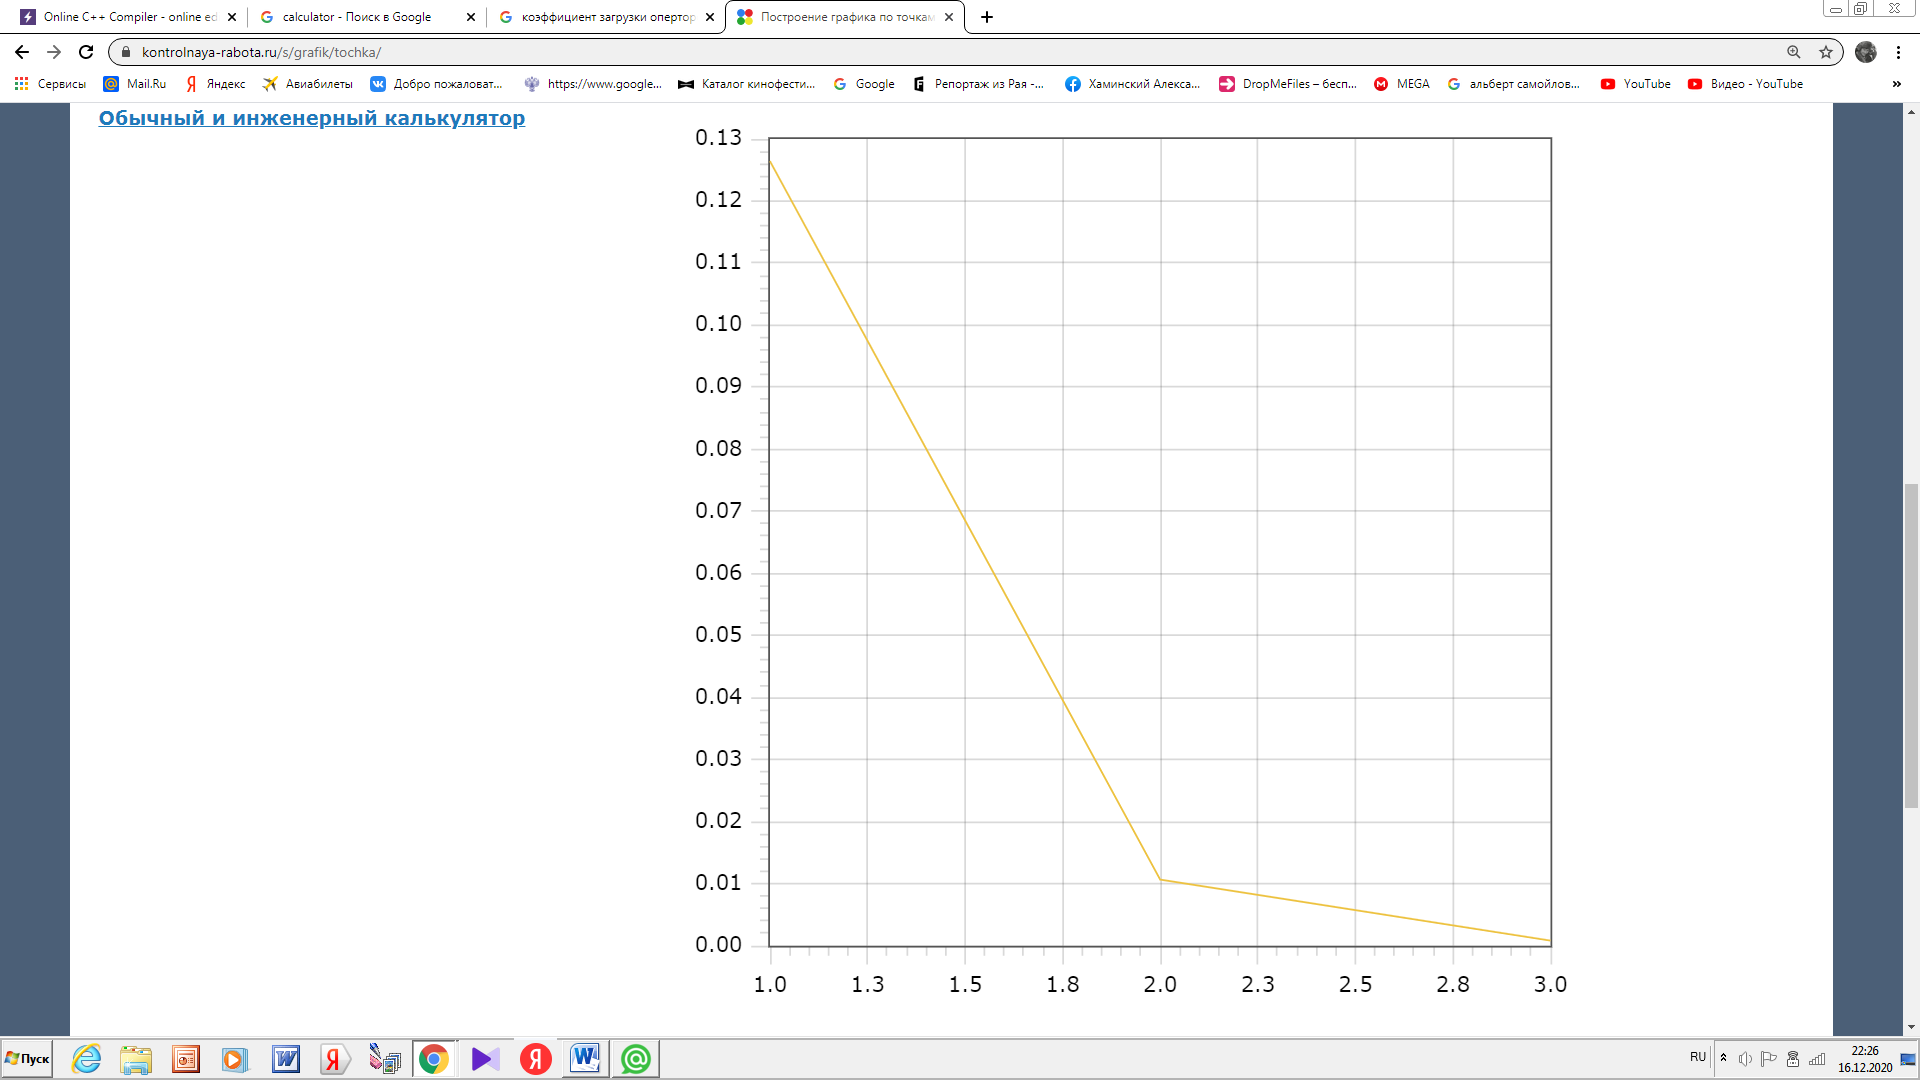 Online C++ Compiler - online ed
calculator - Поиск в Google
коэффициент загрузки опертор
Построение графика по точкам
kontrolnaya-rabota.ru/s/grafik/tochka/
Сервисы
Mail.Ru
Яндекс
Авиабилеты
Добро пожаловат...
https://www.google...
Каталог кинофести...
Google
Репортаж из Рая -...
Хаминский Алекса...
DropMeFiles – бесп...
MEGA
альберт самойлов...
YouTube
Видео - YouTube
»
Обычный и инженерный калькулятор
0.13
0.12
0.11
0.10
0.09
0.08
0.07
0.06
0.05
0.04
0.03
0.02
0.01
0.00
1.0 1.3 1.5 1.8 2.0 2.3 2.5 2.8 3.0
Пуск
RU
22:26
16.12.2020